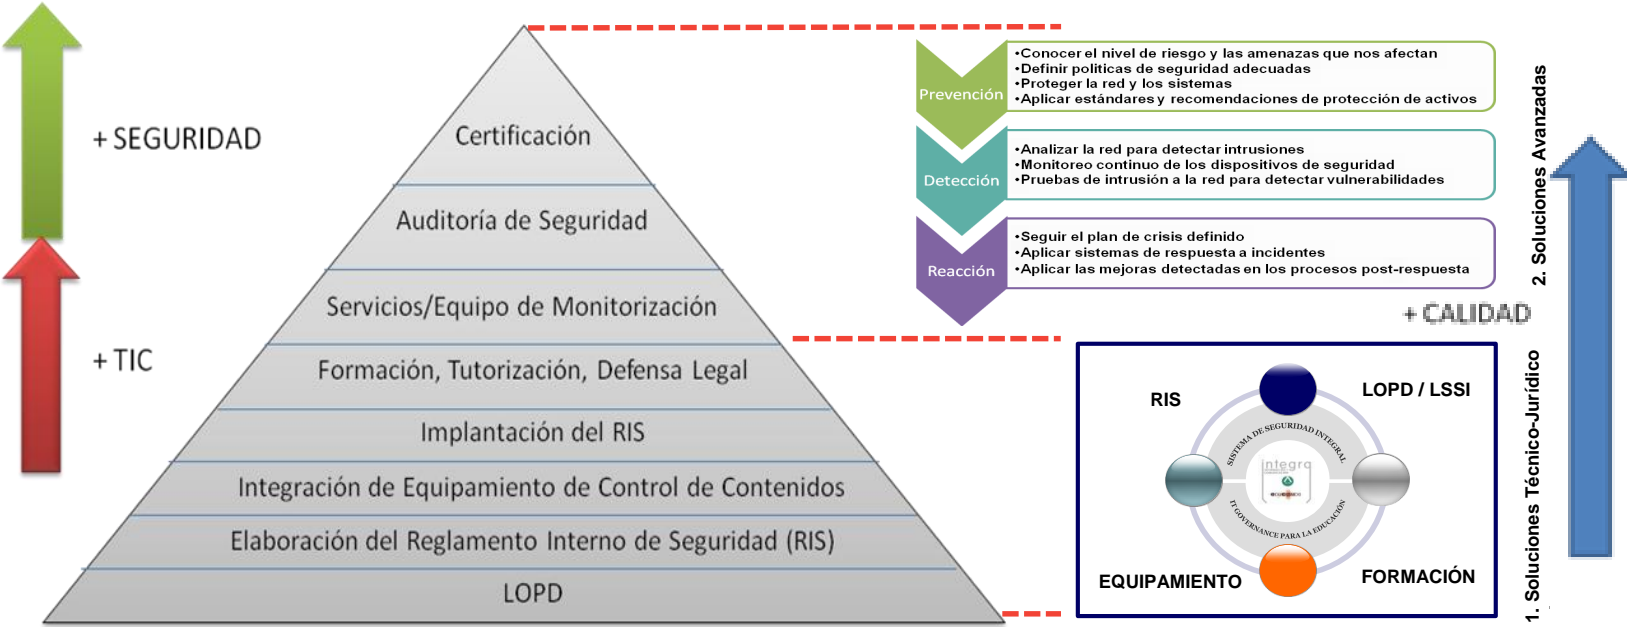 + SEGURIDAD
+ TIC
Certificación
Auditoría de Seguridad
Servicios/Equipo de Monitorización
Formación, Tutorización, Defensa Legal
Implantación del RIS
Integración de Equipamiento de Control de Contenidos
Elaboración del Reglamento Interno de Seguridad (RIS)
LOPD
Prevención
•Conocer el nivel de riesgo y las amenazas que nos afectan
•Definir politicas de seguridad adecuadas
•Proteger la red y los sistemas
•Aplicar estándares y recomendaciones de protección de activos
Detección
•Analizar la red para detectar intrusiones
•Monitoreo continuo de los dispositivos de seguridad
•Pruebas de intrusión a la red para detectar vulnerabilidades
Reacción
•Seguir el plan de crisis definido
•Aplicar sistemas de respuesta a incidentes
•Aplicar las mejoras detectadas en los procesos post-respuesta
2. Soluciones Avanzadas
+ CALIDAD
RIS
LOPD / LSSI
SISTEMA DE SEGURIDAD INTEGRAL
integra
IT GOVERNANCE PARA LA EDUCACIÓN
EQUIPAMIENTO
FORMACIÓN
1. Soluciones Técnico-Jurídico